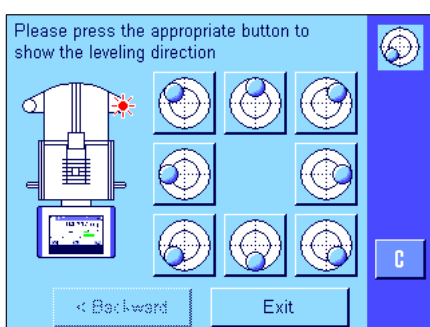 Please press the appropriate button to
show the leveling direction
C
< Backward
Exit